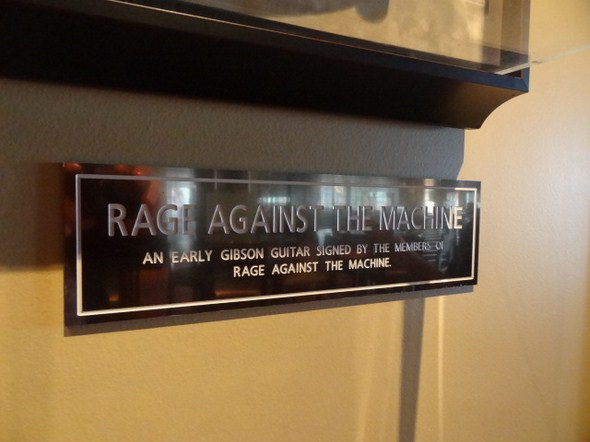 RAGE AGAINST THE MACHINE
AN EARLY GIBSON GUITAR SIGNED BY THE MEMBERS OF
RAGE AGAINST THE MACHINE.